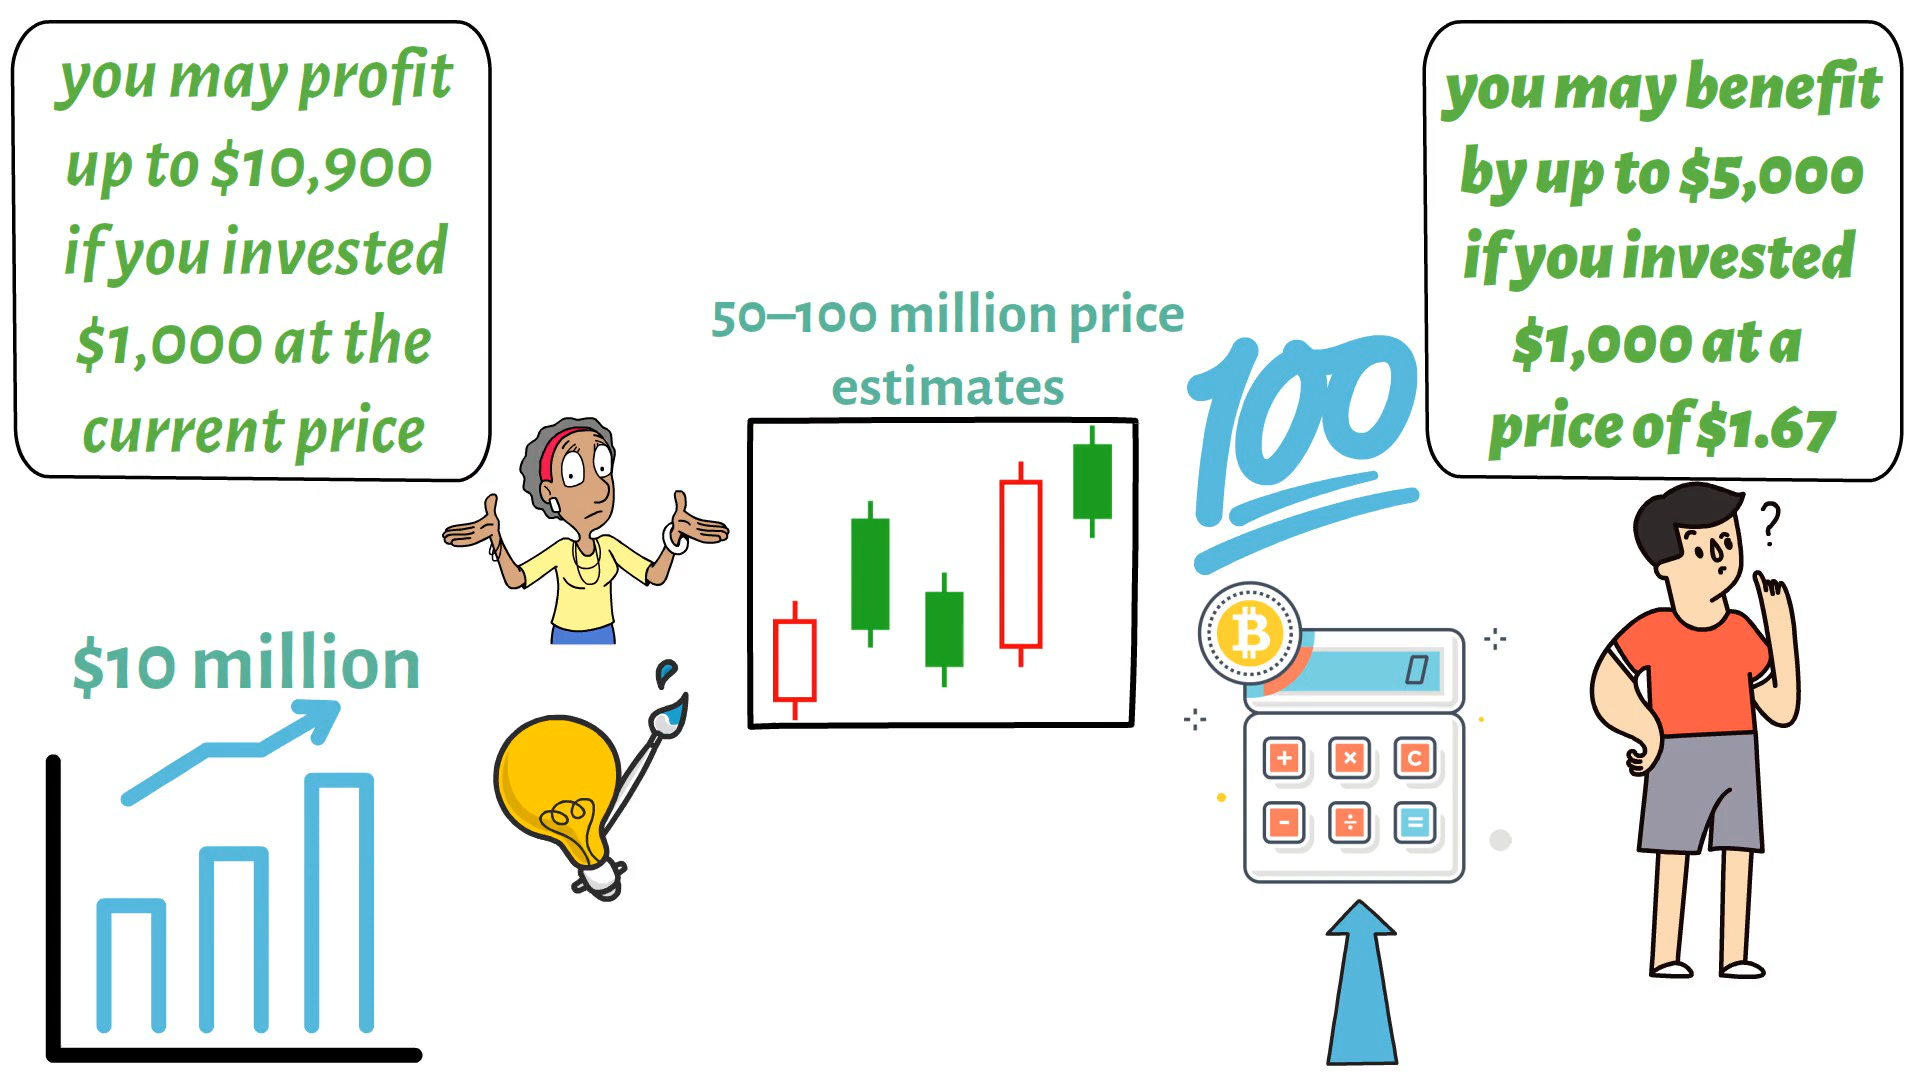 you may profit
up to $10,900
if you invested
$1,000 at the
current price
you may benefit
by up to $5,000
if you invested
$1,000 at a
price of $1.67
50–100 million price
estimates
100
?
$10 million
₿
0
+ × C
- ÷ =